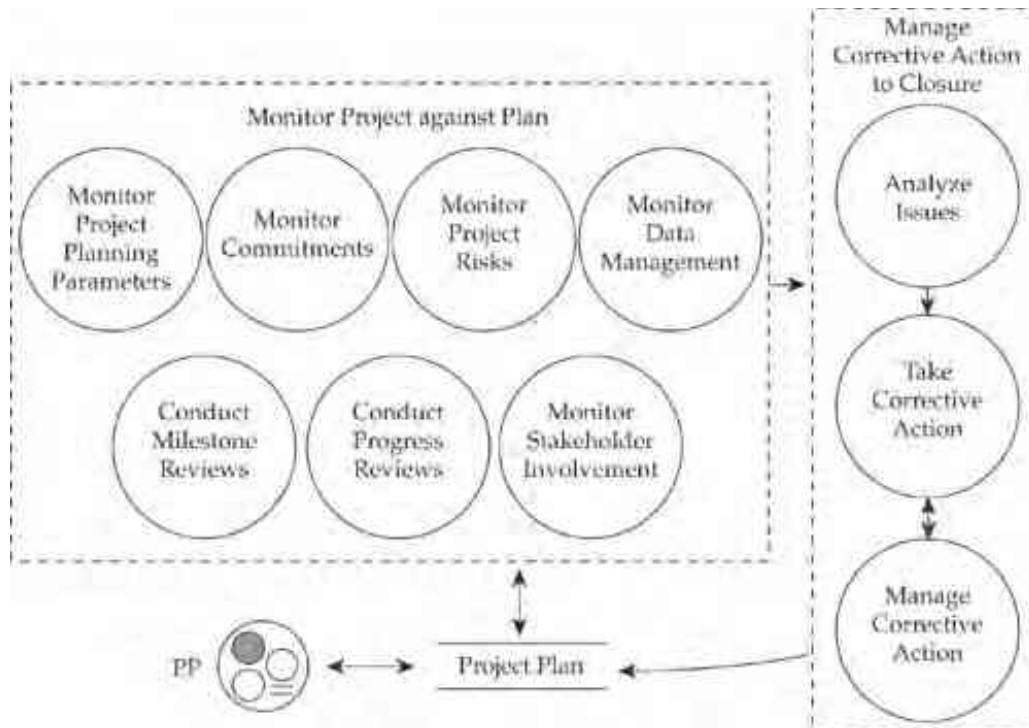 Manage
Corrective Action
to Closure
Monitor Project against Plan
Monitor
Project
Planning
Parameters
Monitor
Commitments
Monitor
Project
Risks
Monitor
Data
Management
Analyze
Issues
Conduct
Milestone
Reviews
Conduct
Progress
Reviews
Monitor
Stakeholder
Involvement
Take
Corrective
Action
Manage
Corrective
Action
PP
Project Plan